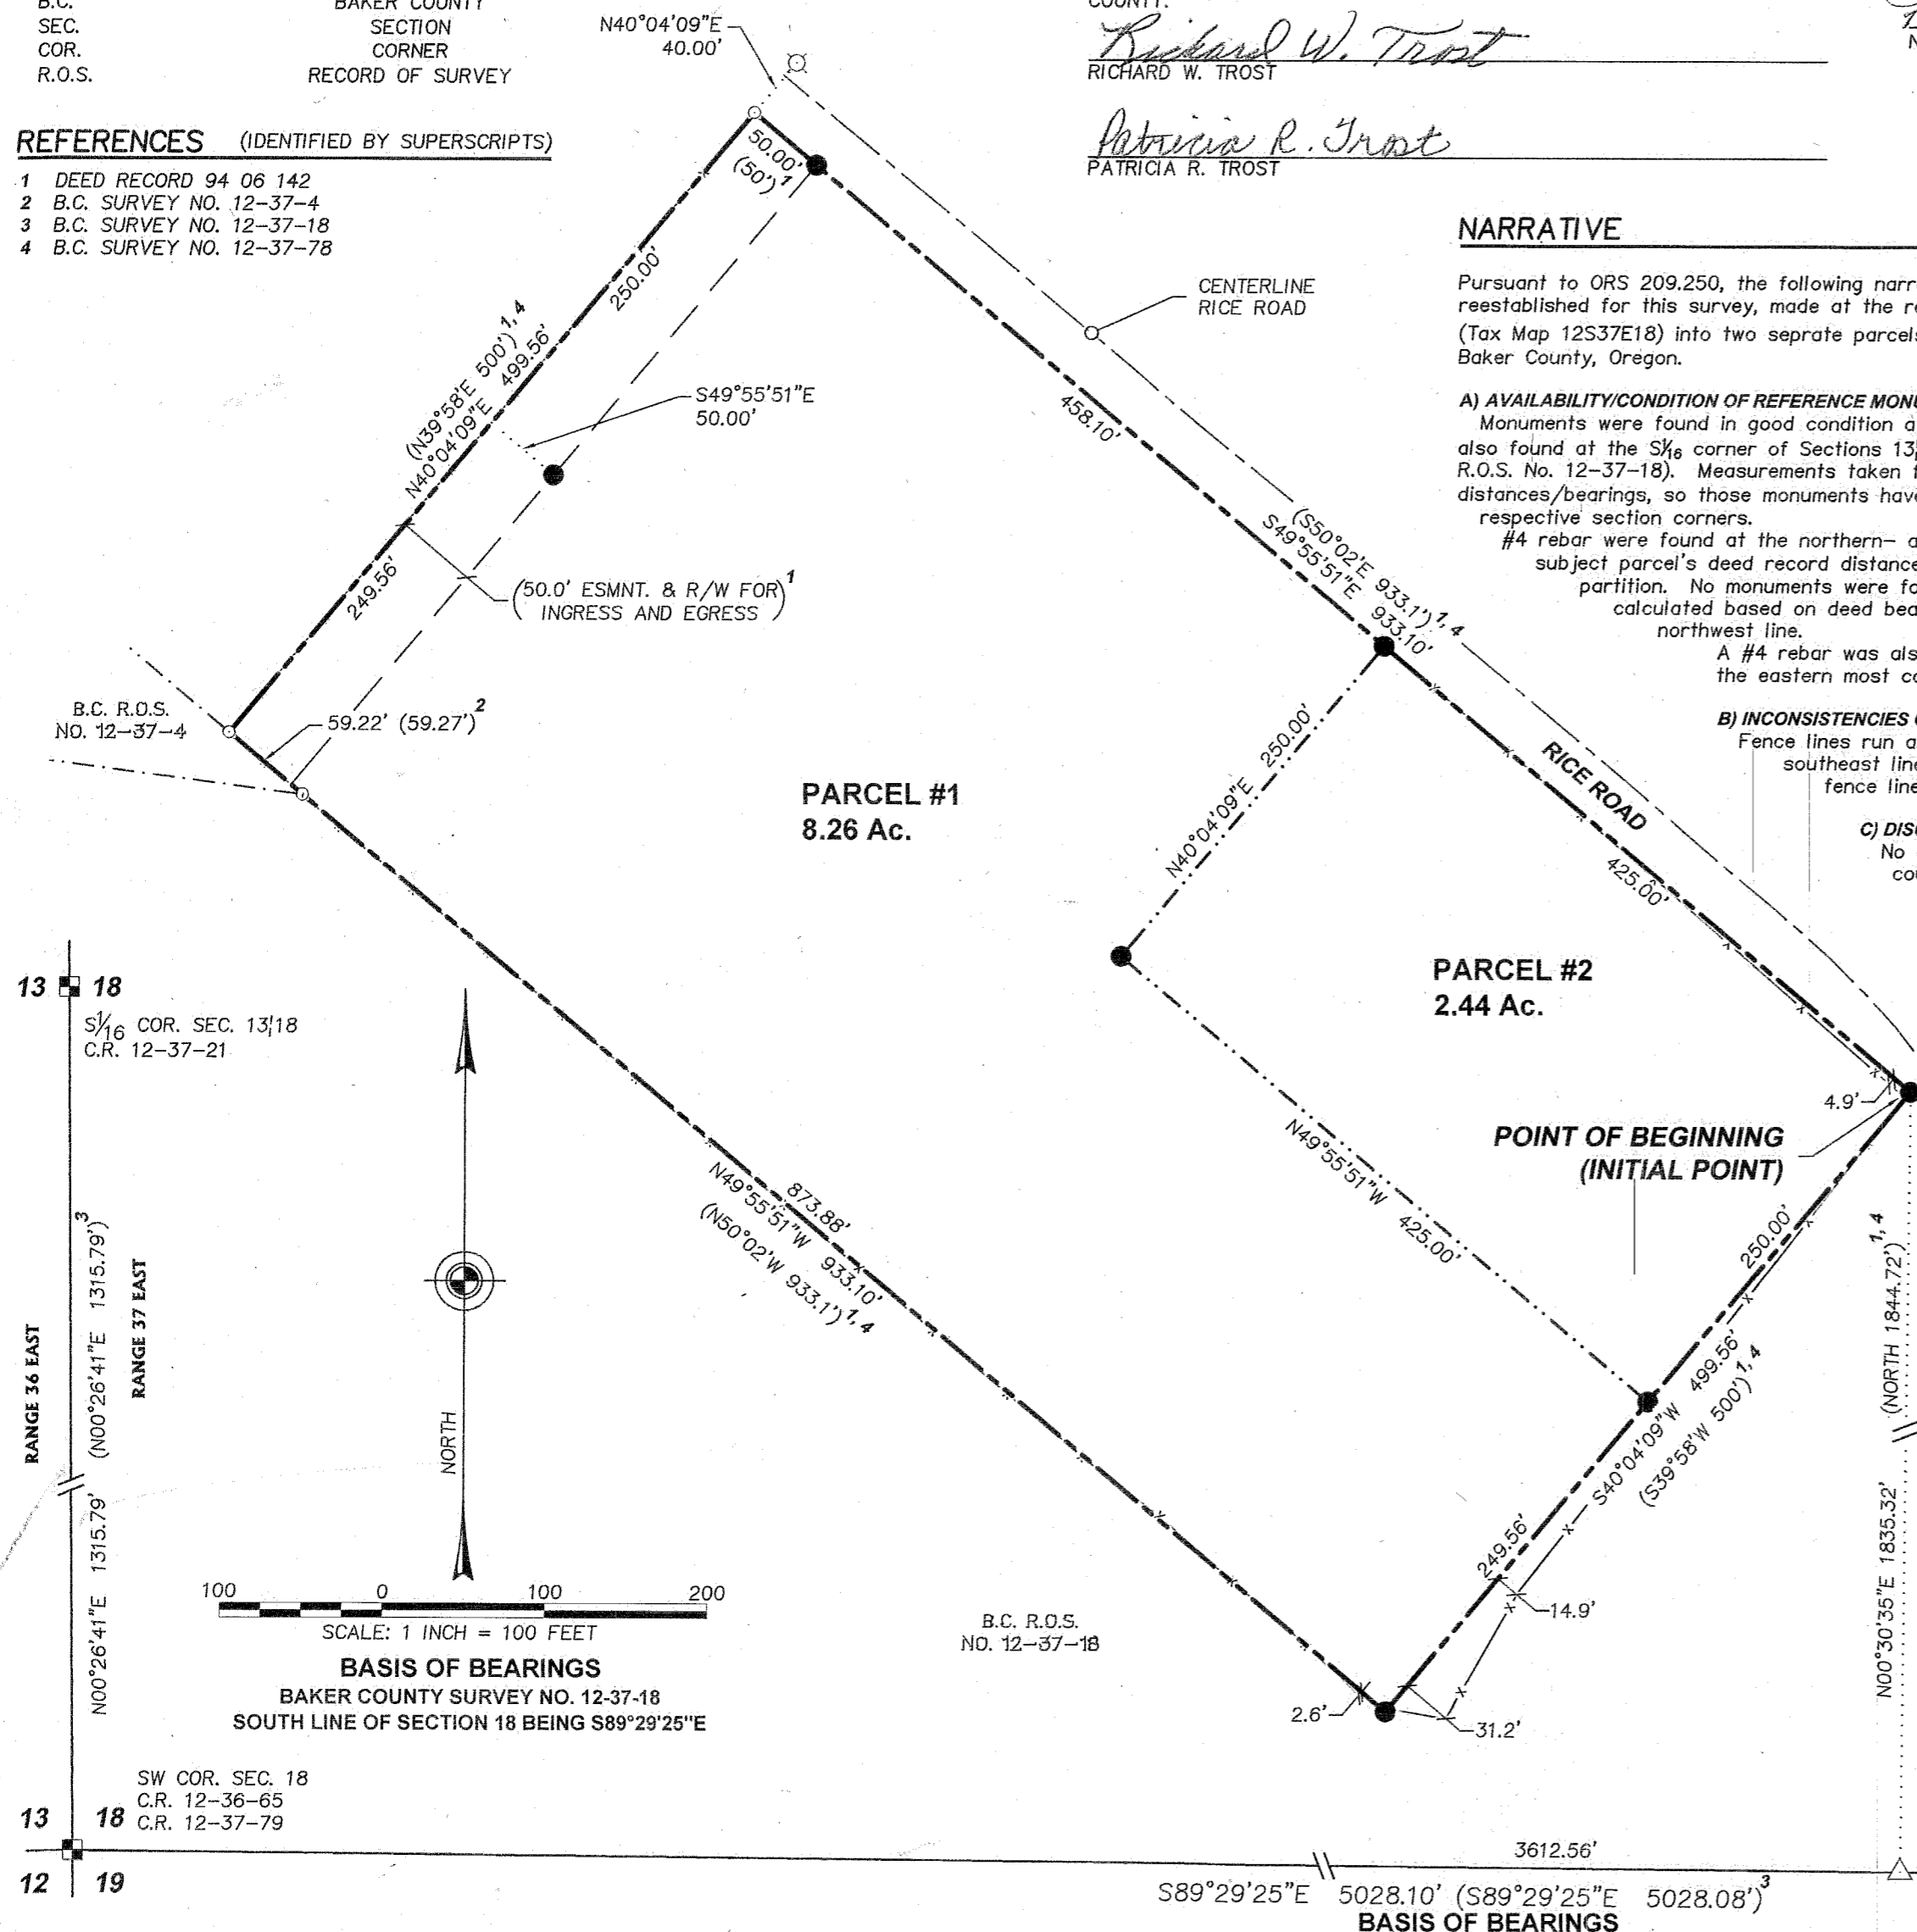 B.C. BAKER COUNTY
SEC. SECTION
COR. CORNER
R.O.S. RECORD OF SURVEY
REFERENCES (IDENTIFIED BY SUPERSCRIPTS)
1 DEED RECORD 94 06 142
2 B.C. SURVEY NO. 12-37-4
3 B.C. SURVEY NO. 12-37-18
4 B.C. SURVEY NO. 12-37-78
N40°04'09"E
40.00'
COUNTY.
Richard W. Trost
RICHARD W. TROST
Patricia R. Trost
PATRICIA R. TROST
NARRATIVE
Pursuant to ORS 209.250, the following narr
reestablished for this survey, made at the re
(Tax Map 12S37E18) into two seprate parcels
Baker County, Oregon.
A) AVAILABILITY/CONDITION OF REFERENCE MONU
Monuments were found in good condition a
also found at the S1/16 corner of Sections 13
R.O.S. No. 12-37-18). Measurements taken
distances/bearings, so those monuments have
respective section corners.
#4 rebar were found at the northern- a
subject parcel's deed record distance
partition. No monuments were fo
calculated based on deed bea
northwest line.
A #4 rebar was als
the eastern most co
B) INCONSISTENCIES
Fence lines run a
southeast line
fence line
C) DIS
No
cou
50.00'
(50')1
250.00'
(N39°58'E 500')1,4
N40°04'09"E 499.56'
249.56'
S49°55'51"E
50.00'
(50.0' ESMNT. & R/W FOR
INGRESS AND EGRESS)1
CENTERLINE
RICE ROAD
458.10'
(S50°02'E 933.1')1,4
S49°55'51"E 933.10'
B.C. R.O.S.
NO. 12-37-4
59.22' (59.27')2
PARCEL #1
8.26 Ac.
N40°04'09"E 250.00'
RICE ROAD
425.00'
PARCEL #2
2.44 Ac.
4.9'
POINT OF BEGINNING
(INITIAL POINT)
N49°55'51"W 425.00'
250.00'
S40°04'09"W 499.56'
(S39°58'W 500')1,4
249.56'
14.9'
31.2'
2.6'
873.88'
N49°55'51"W 933.10'
(N50°02'W 933.1')1,4
(NORTH 1844.72')1,4
N00°30'35"E 1835.32'
13 18
S1/16 COR. SEC. 13|18
C.R. 12-37-21
RANGE 36 EAST
RANGE 37 EAST
(N00°26'41"E 1315.79')3
N00°26'41"E 1315.79'
NORTH
100 0 100 200
SCALE: 1 INCH = 100 FEET
BASIS OF BEARINGS
BAKER COUNTY SURVEY NO. 12-37-18
SOUTH LINE OF SECTION 18 BEING S89°29'25"E
B.C. R.O.S.
NO. 12-37-18
SW COR. SEC. 18
C.R. 12-36-65
C.R. 12-37-79
13 18
12 19
3612.56'
S89°29'25"E 5028.10' (S89°29'25"E 5028.08')3
BASIS OF BEARINGS